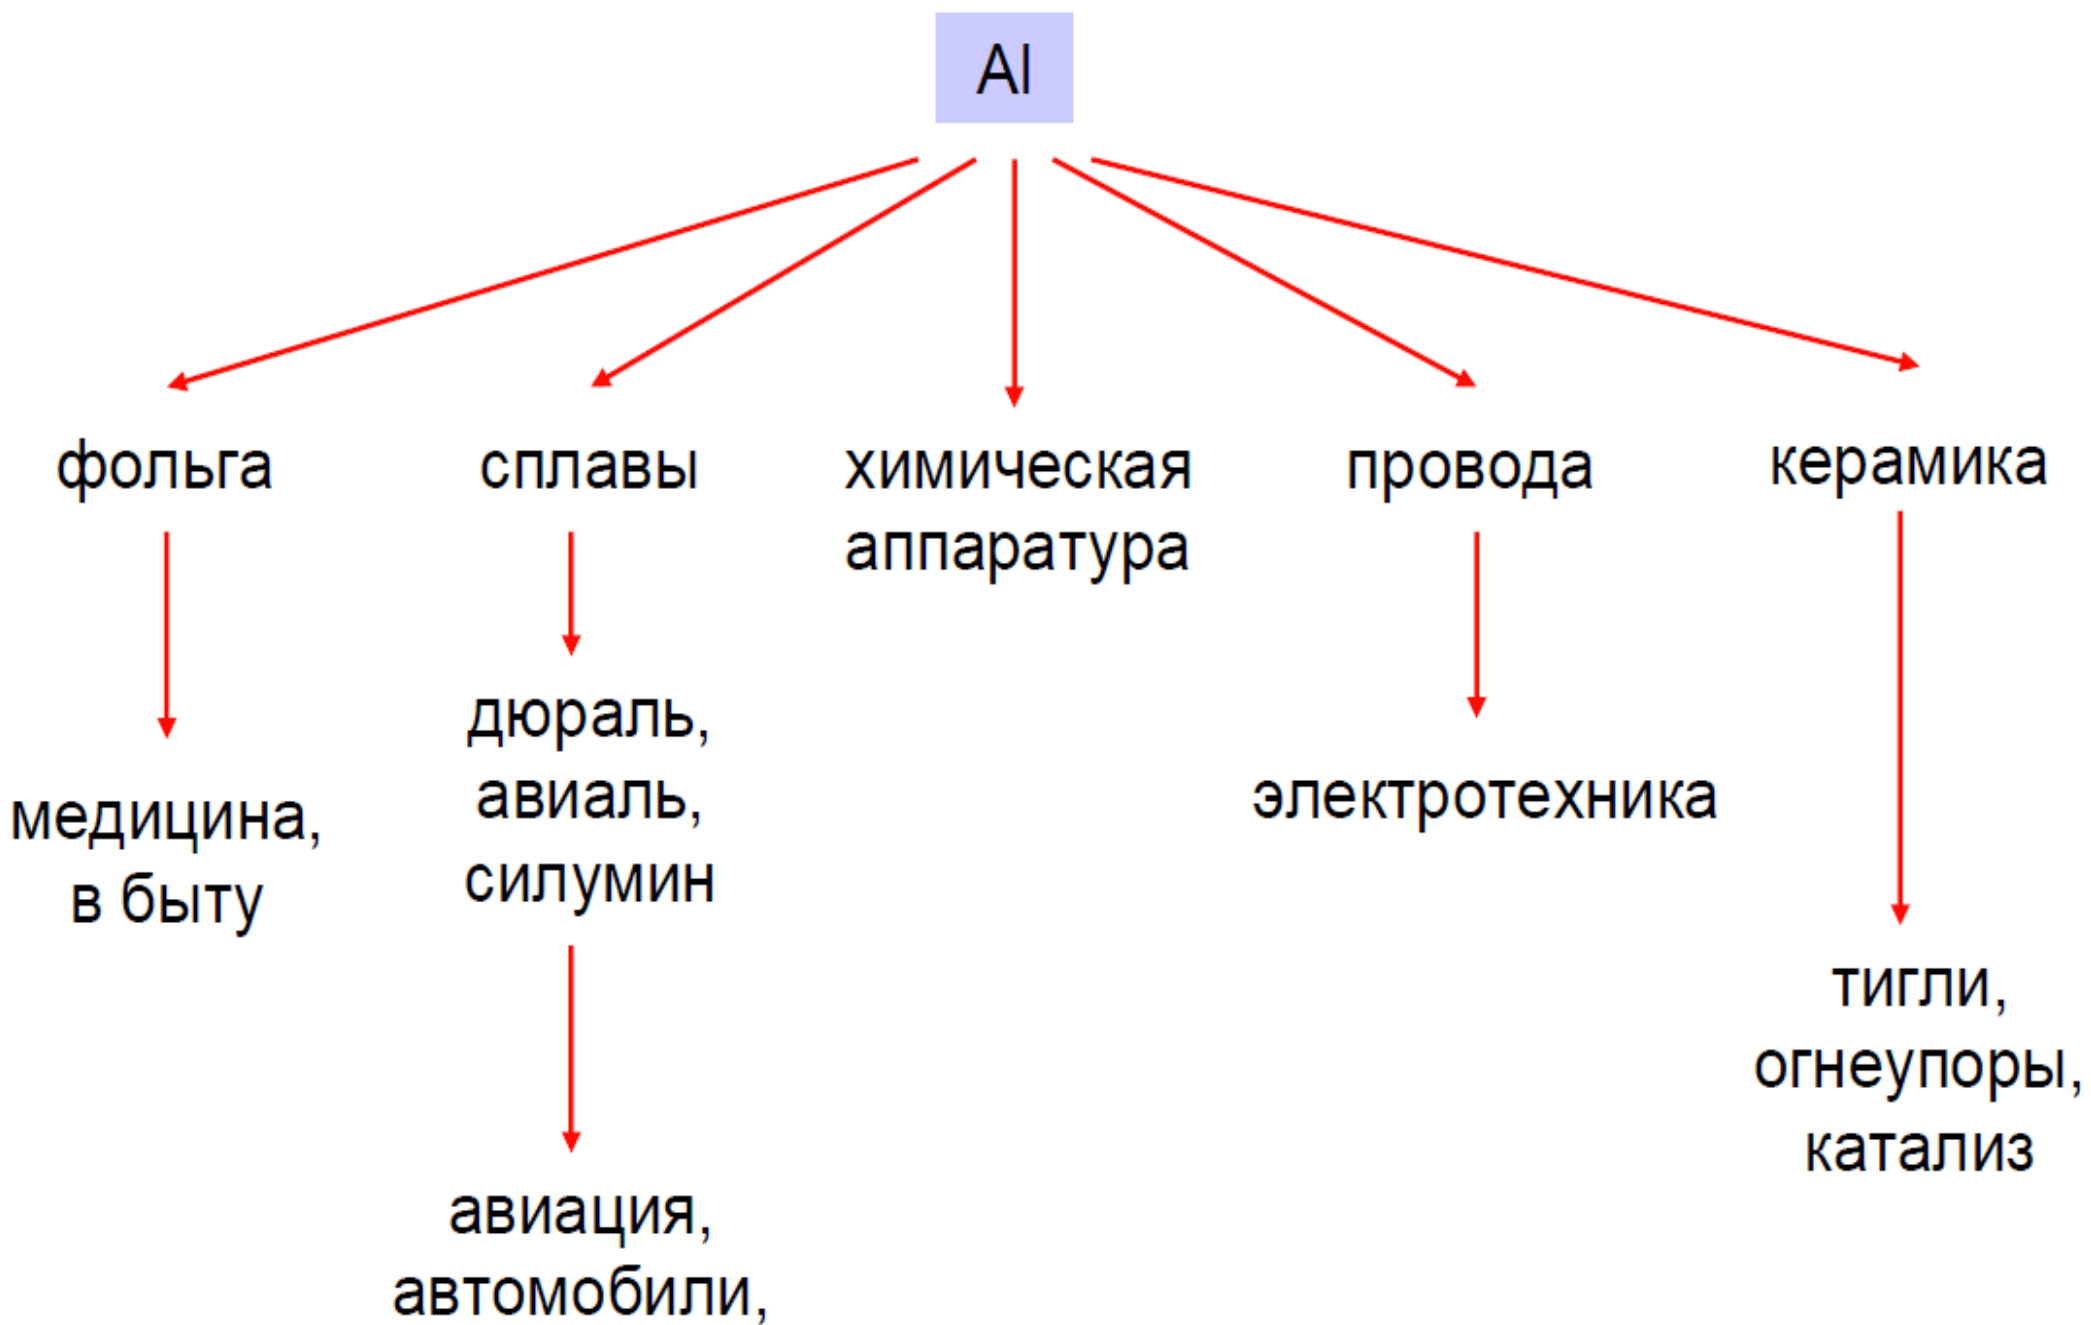 Al
фольга
сплавы
химическая
аппаратура
провода
керамика
медицина,
в быту
дюраль,
авиаль,
силумин
электротехника
тигли,
огнеупоры,
катализ
авиация,
автомобили,